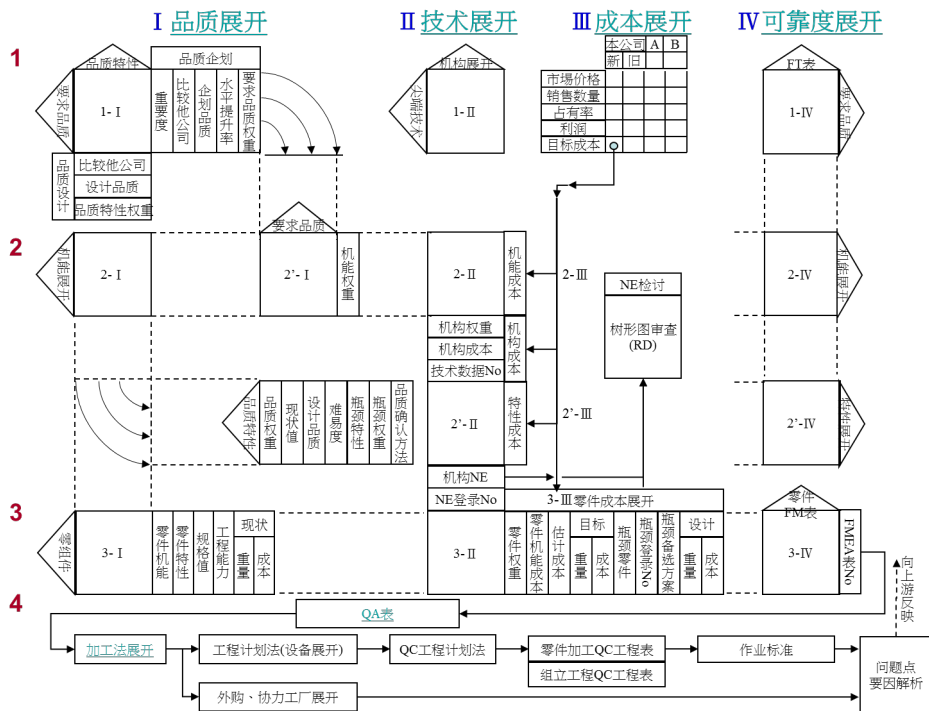 Ⅰ 品质展开
Ⅱ 技术展开
Ⅲ 成本展开
Ⅳ 可靠度展开
1
品质特性
要求品质
1-Ⅰ
品质企划
重要度
比较他公司
企划品质
水平提升率
要求品质权重
品质设计
比较他公司
设计品质
品质特性权重
机构展开
尖端技术
1-Ⅱ
本公司 A B
新 旧
市場价格
销售数量
占有率
利润
目标成本
FT表
1-Ⅳ
要求品质
2
机能展开
2-Ⅰ
要求品质
2’-Ⅰ
机能权重
2-Ⅱ
机能成本
2-Ⅲ
NE检讨
树形图审查
(RD)
2-Ⅳ
机能展开
机构权重
机构成本
技术数据No
机构成本
品质特性
品质权重
现状值
设计品质
难易度
瓶颈特性
瓶颈权重
品质确认方法
2’-Ⅱ
特性成本
2’-Ⅲ
2’-Ⅳ
特性展开
机构NE
NE登录No
3-Ⅲ零件成本展开
零件
FM表
3
零组件
3-Ⅰ
零件机能
零件特性
规格值
工程能力
现状
重量
成本
3-Ⅱ
零件权重
零件机能成本
估计成本
目标
重量
成本
瓶颈零件
瓶颈登录No
瓶颈备选方案
设计
重量
成本
3-Ⅳ
FMEA表No
向上游反映
4
QA表
加工法展开
工程计划法(设备展开)
QC工程计划法
零件加工QC工程表
组立工程QC工程表
作业标准
外购、协力工厂展开
问题点
要因解析